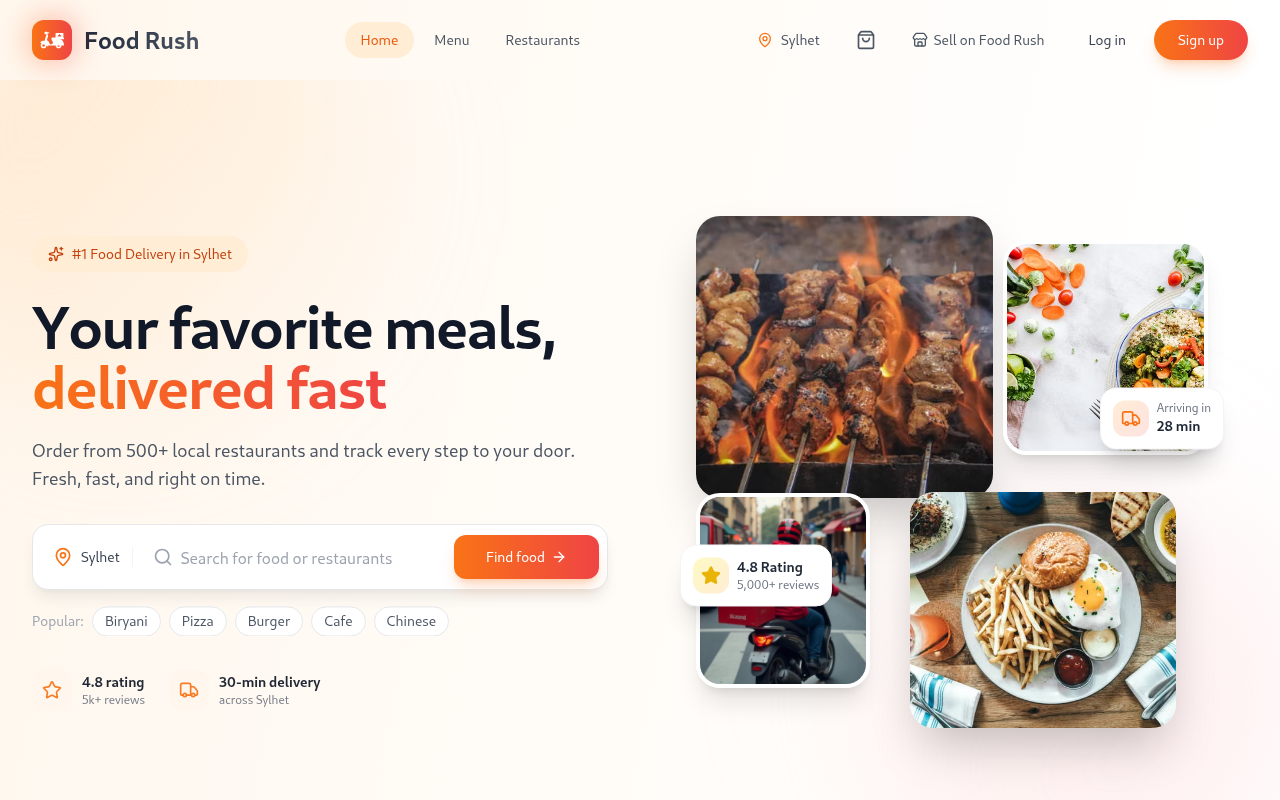 Food Rush
Home
Menu
Restaurants
Sylhet
Sell on Food Rush
Log in
Sign up
#1 Food Delivery in Sylhet
Your favorite meals,
delivered fast
Order from 500+ local restaurants and track every step to your door.
Fresh, fast, and right on time.
Sylhet
Search for food or restaurants
Find food
Popular:
Biryani
Pizza
Burger
Cafe
Chinese
4.8 rating
5k+ reviews
30-min delivery
across Sylhet
Arriving in
28 min
4.8 Rating
5,000+ reviews